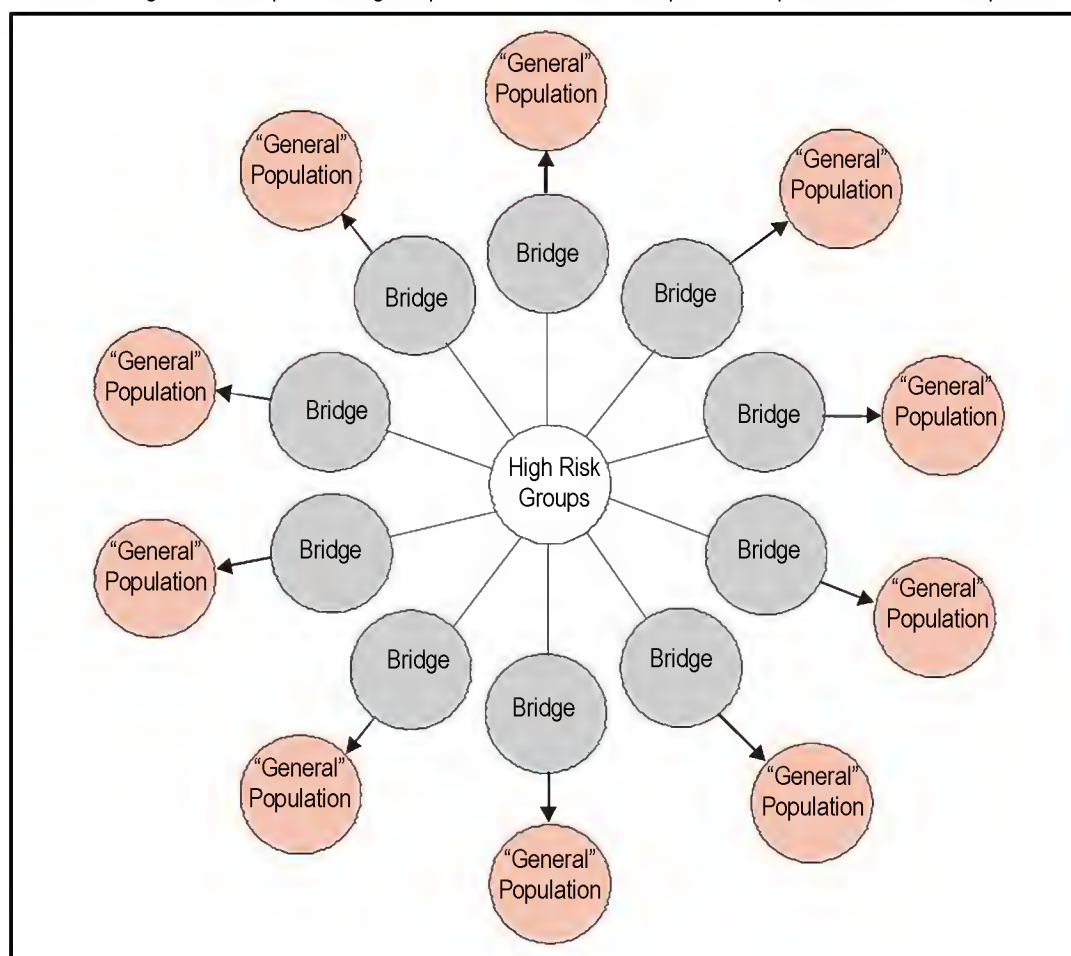 “General”
Population
“General”
Population
“General”
Population
Bridge
Bridge
Bridge
“General”
Population
Bridge
Bridge
“General”
Population
High Risk
Groups
“General”
Population
Bridge
Bridge
“General”
Population
Bridge
Bridge
Bridge
“General”
Population
“General”
Population
“General”
Population